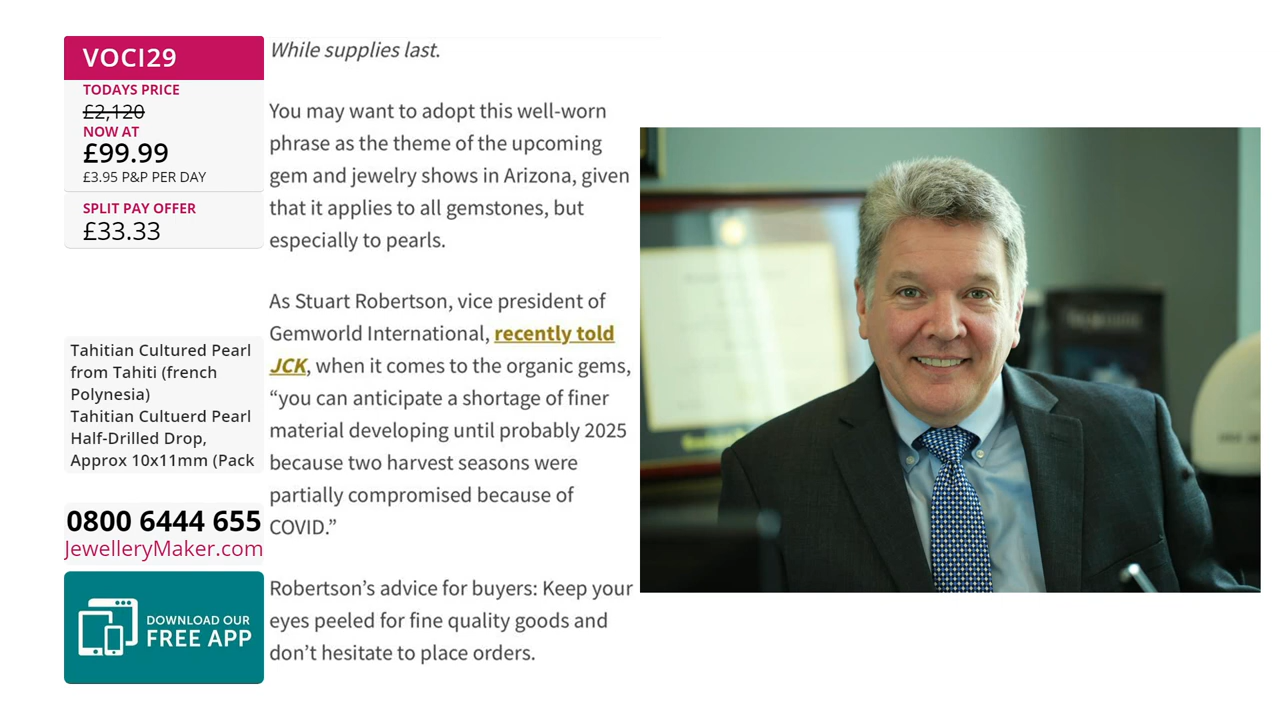 VOCI29
TODAYS PRICE
£2,120
NOW AT
£99.99
£3.95 P&P PER DAY
SPLIT PAY OFFER
£33.33
Tahitian Cultured Pearl
from Tahiti (french
Polynesia)
Tahitian Cultuerd Pearl
Half-Drilled Drop,
Approx 10x11mm (Pack
0800 6444 655
JewelleryMaker.com
DOWNLOAD OUR
FREE APP
While supplies last.
You may want to adopt this well-worn
phrase as the theme of the upcoming
gem and jewelry shows in Arizona, given
that it applies to all gemstones, but
especially to pearls.
As Stuart Robertson, vice president of
Gemworld International, recently told
JCK, when it comes to the organic gems,
“you can anticipate a shortage of finer
material developing until probably 2025
because two harvest seasons were
partially compromised because of
COVID.”
Robertson’s advice for buyers: Keep your
eyes peeled for fine quality goods and
don’t hesitate to place orders.